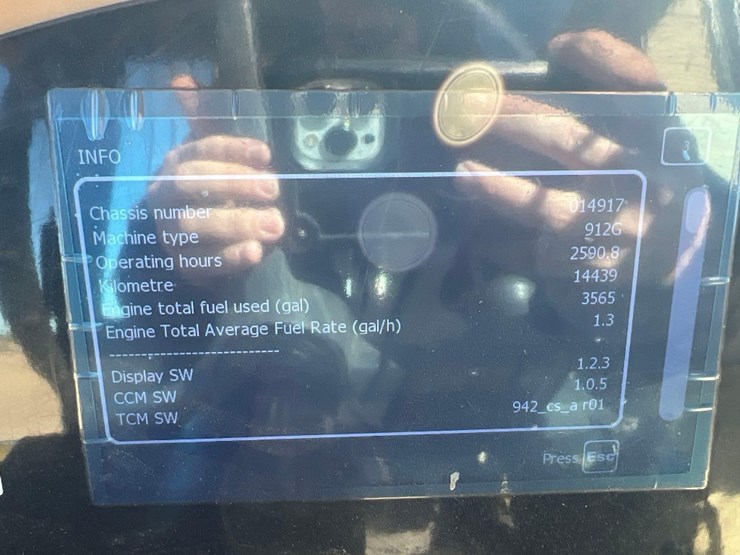 INFO
3
Chassis number 014917
Machine type 912G
Operating hours 2590.8
Kilometre 14439
Engine total fuel used (gal) 3565
Engine Total Average Fuel Rate (gal/h) 1.3
----------------------------
Display SW 1.2.3
CCM SW 1.0.5
TCM SW 942_cs_a r01
Press Esc